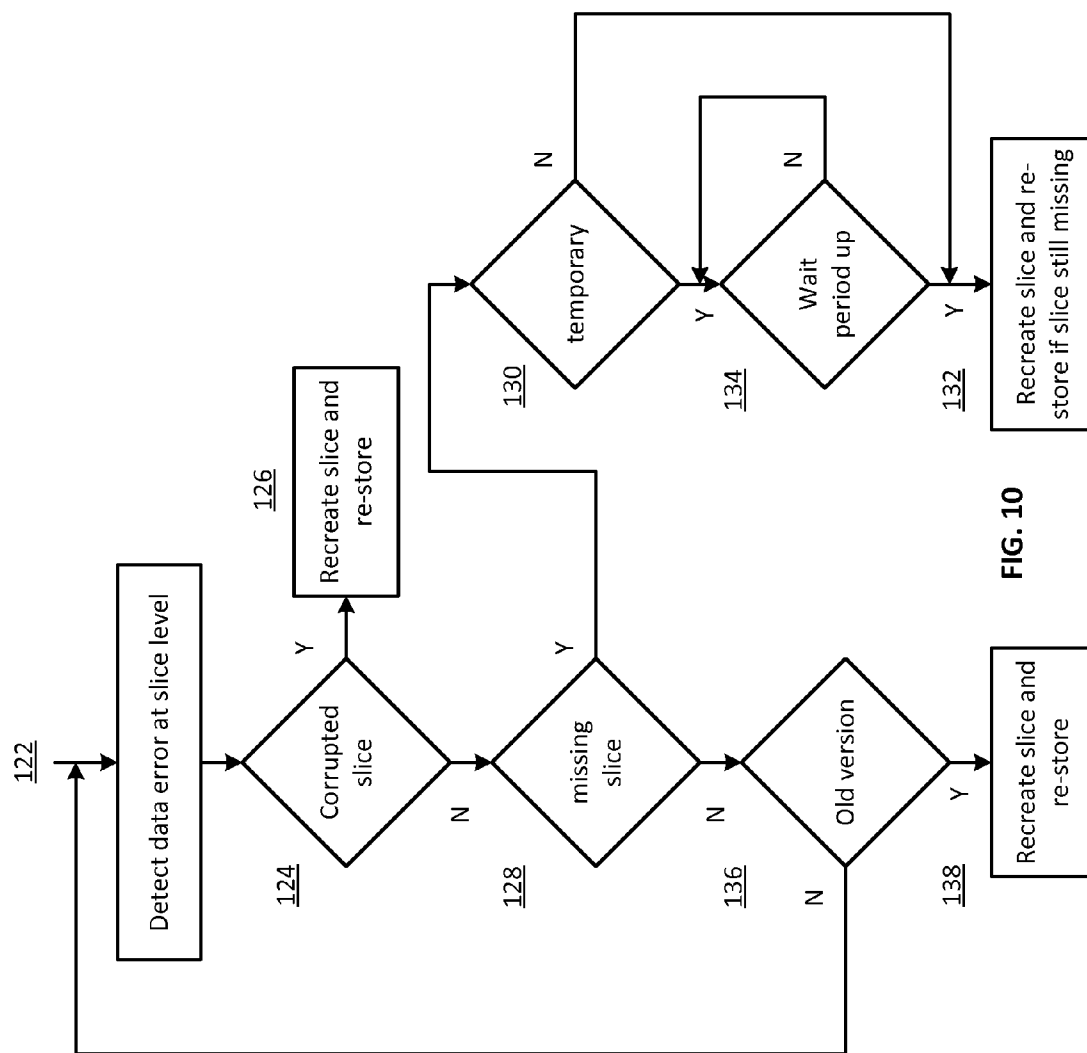 122
Detect data error at slice level
124
Corrupted
slice
Y
N
126
Recreate slice and
re-store
128
missing
slice
Y
N
130
temporary
N
Y
134
Wait
period up
N
Y
132
Recreate slice and re-
store if slice still missing
136
Old version
N
Y
138
Recreate slice and
re-store
FIG. 10